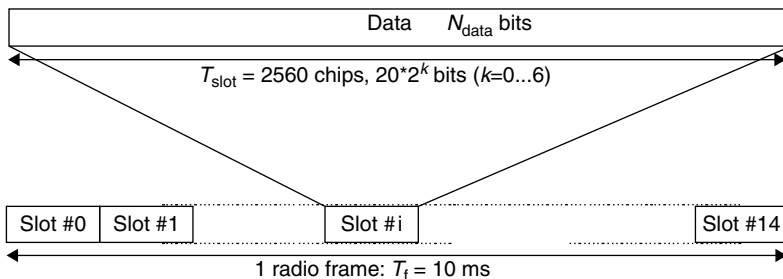 Data N_data bits
T_slot = 2560 chips, 20*2^k bits (k=0...6)
Slot #0 Slot #1 Slot #i Slot #14
1 radio frame: T_f = 10 ms